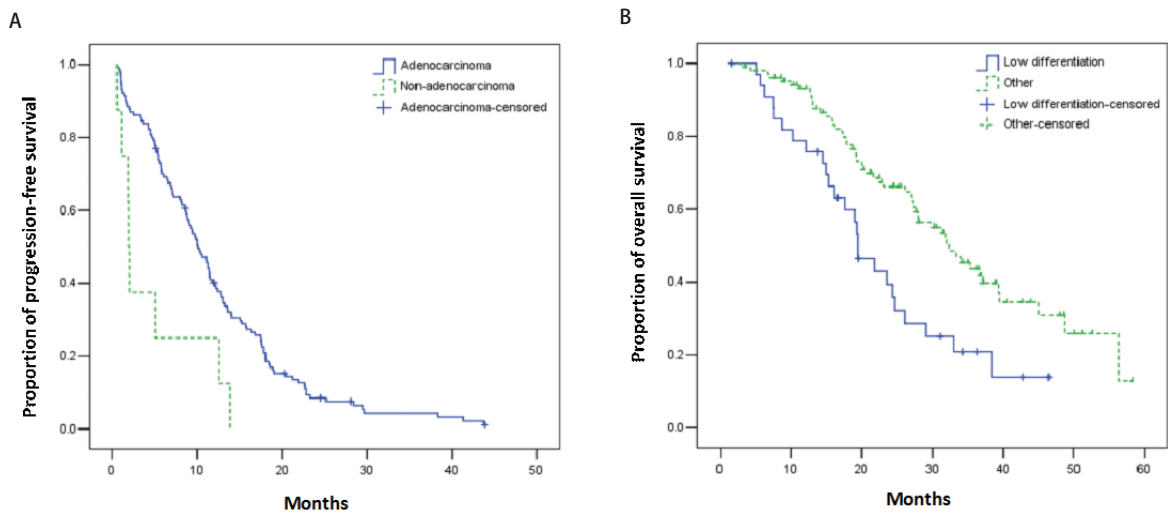 A
Proportion of progression-free survival
1.0
0.8
0.6
0.4
0.2
0.0
Adenocarcinoma
Non-adenocarcinoma
Adenocarcinoma-censored
0 10 20 30 40 50
Months
B
Proportion of overall survival
1.0
0.8
0.6
0.4
0.2
0.0
Low differentiation
Other
Low differentiation-censored
Other-censored
0 10 20 30 40 50 60
Months